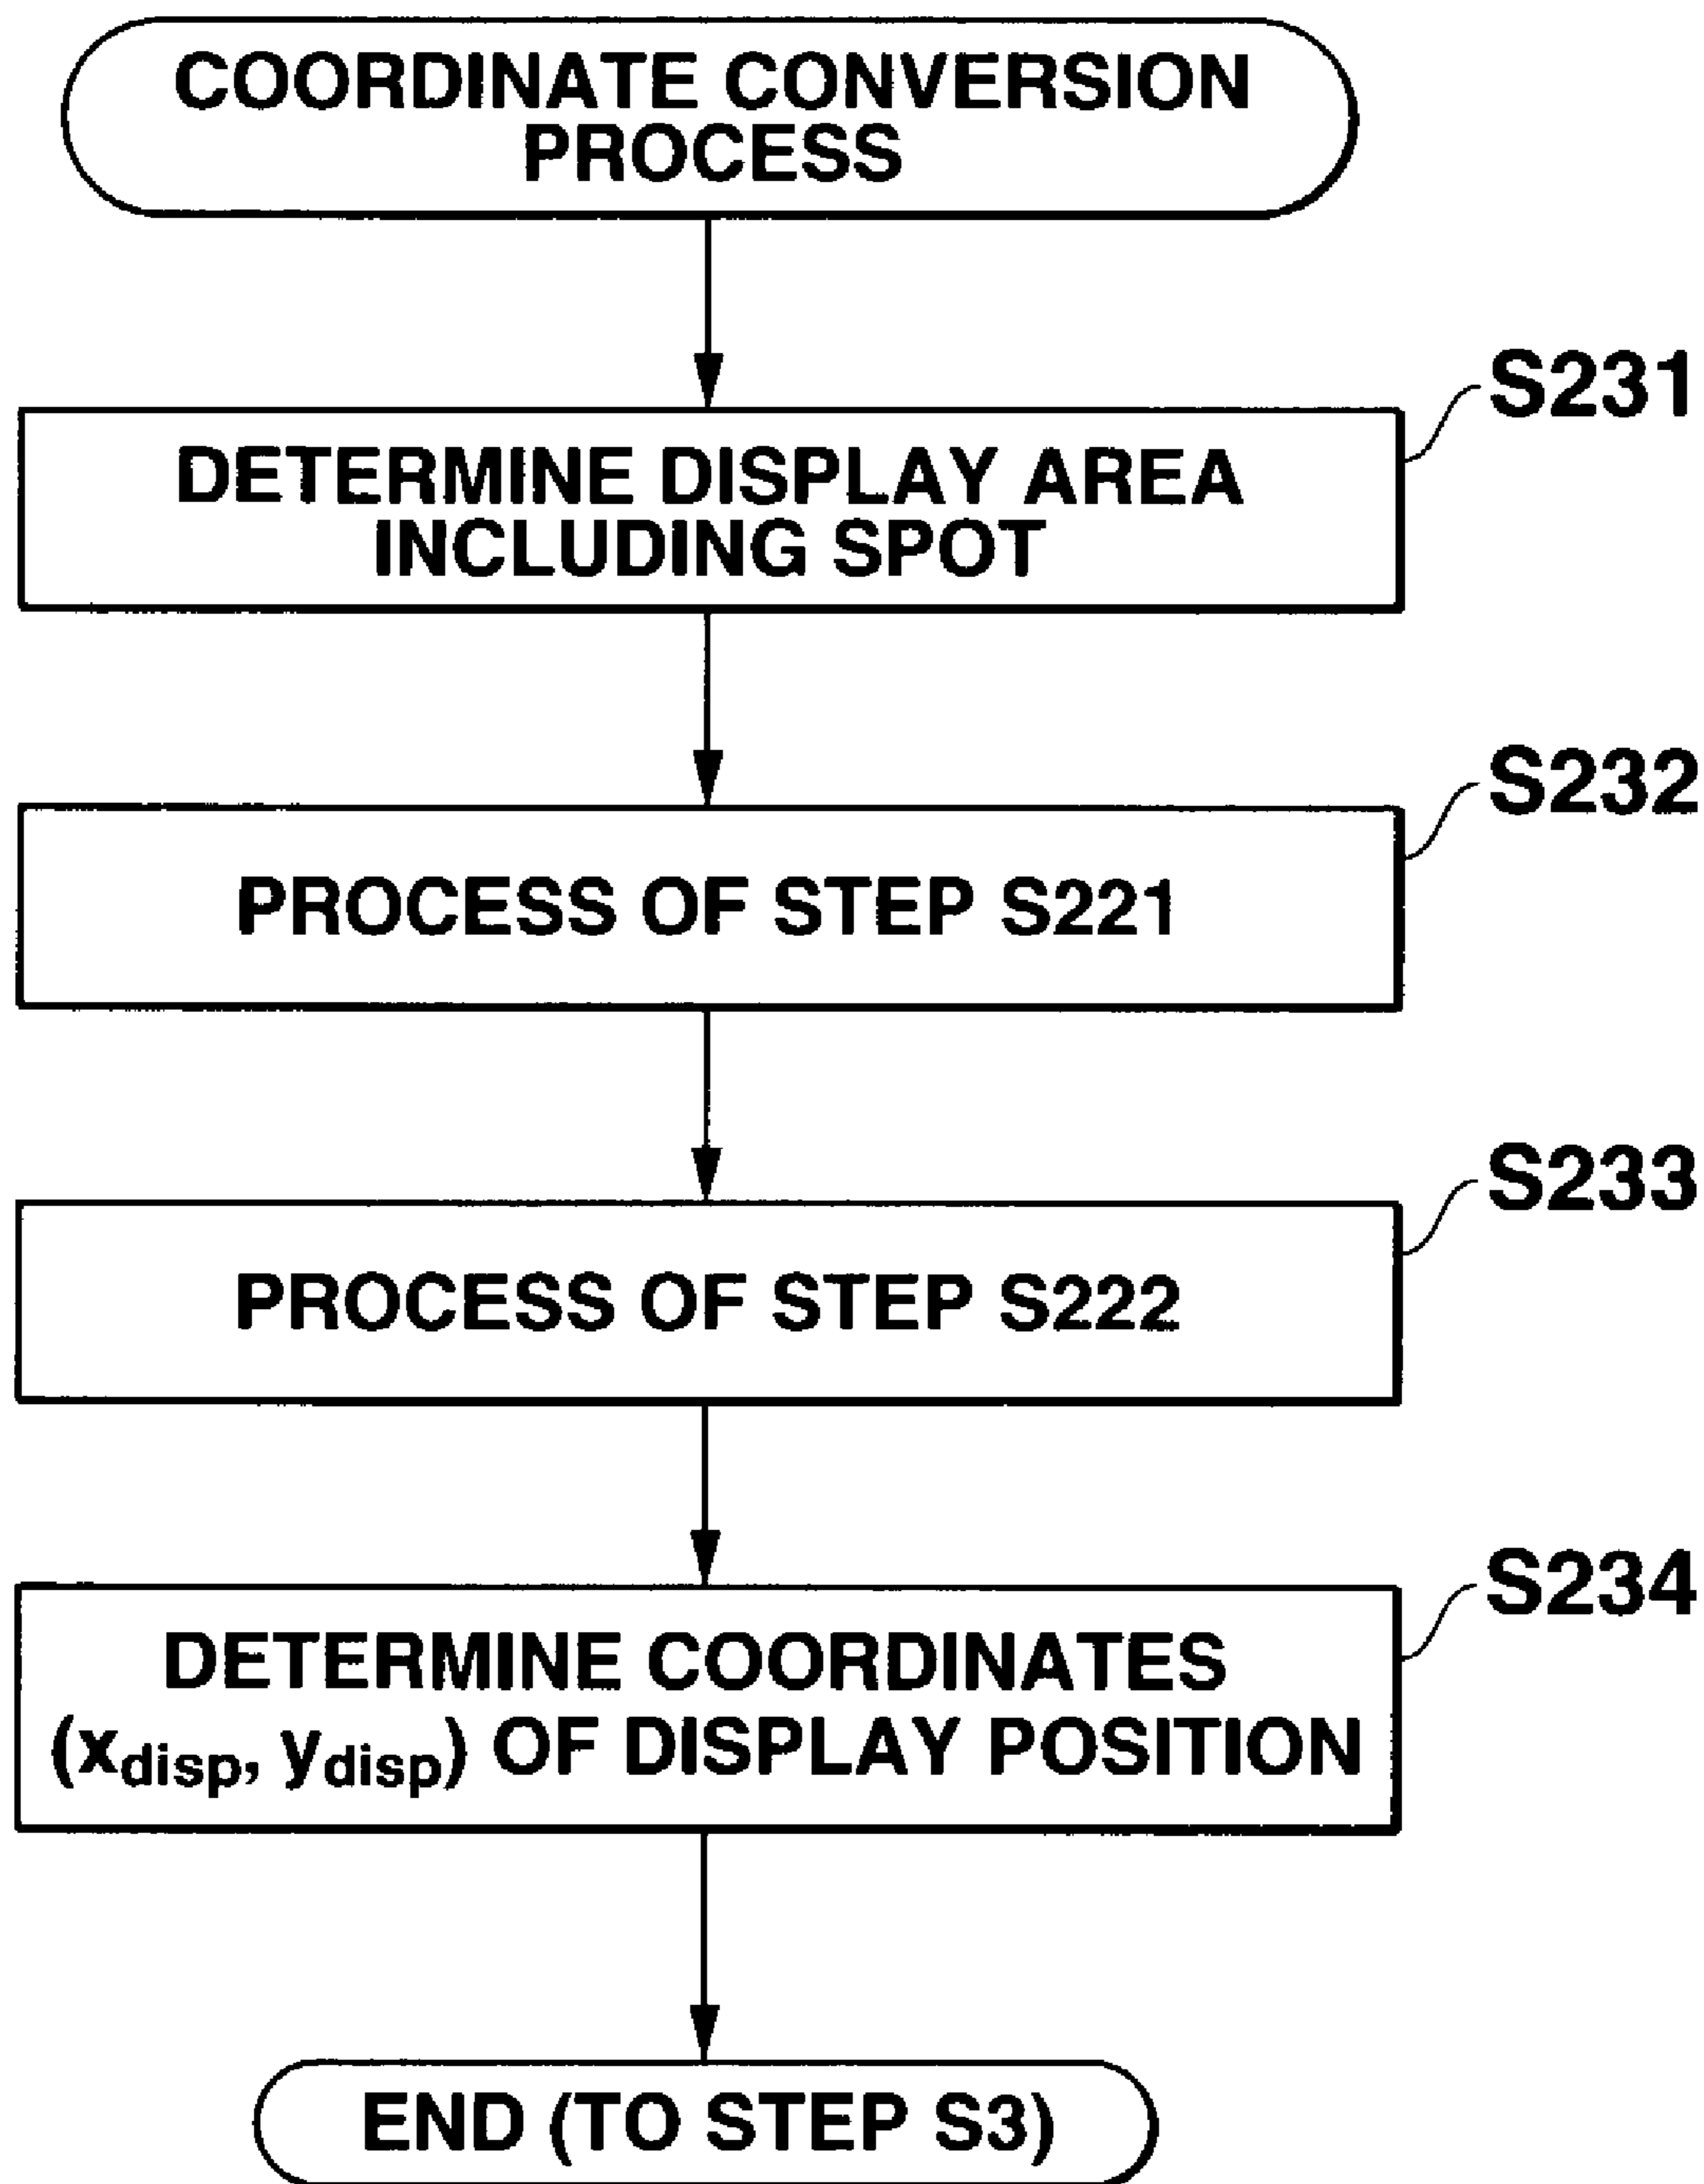 COORDINATE CONVERSION
PROCESS
S231
DETERMINE DISPLAY AREA
INCLUDING SPOT
S232
PROCESS OF STEP S221
S233
PROCESS OF STEP S222
S234
DETERMINE COORDINATES
(xdisp, ydisp) OF DISPLAY POSITION
END (TO STEP S3)